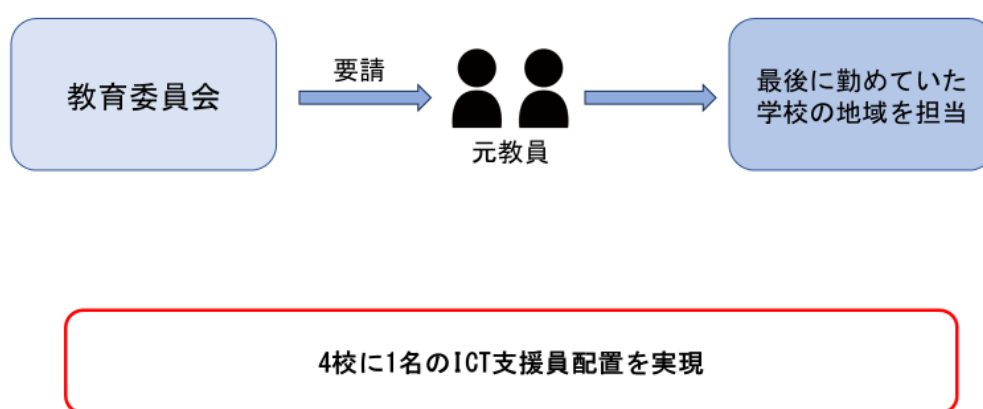 教育委員会
要請
元教員
最後に勤めていた
学校の地域を担当
4校に1名のICT支援員配置を実現